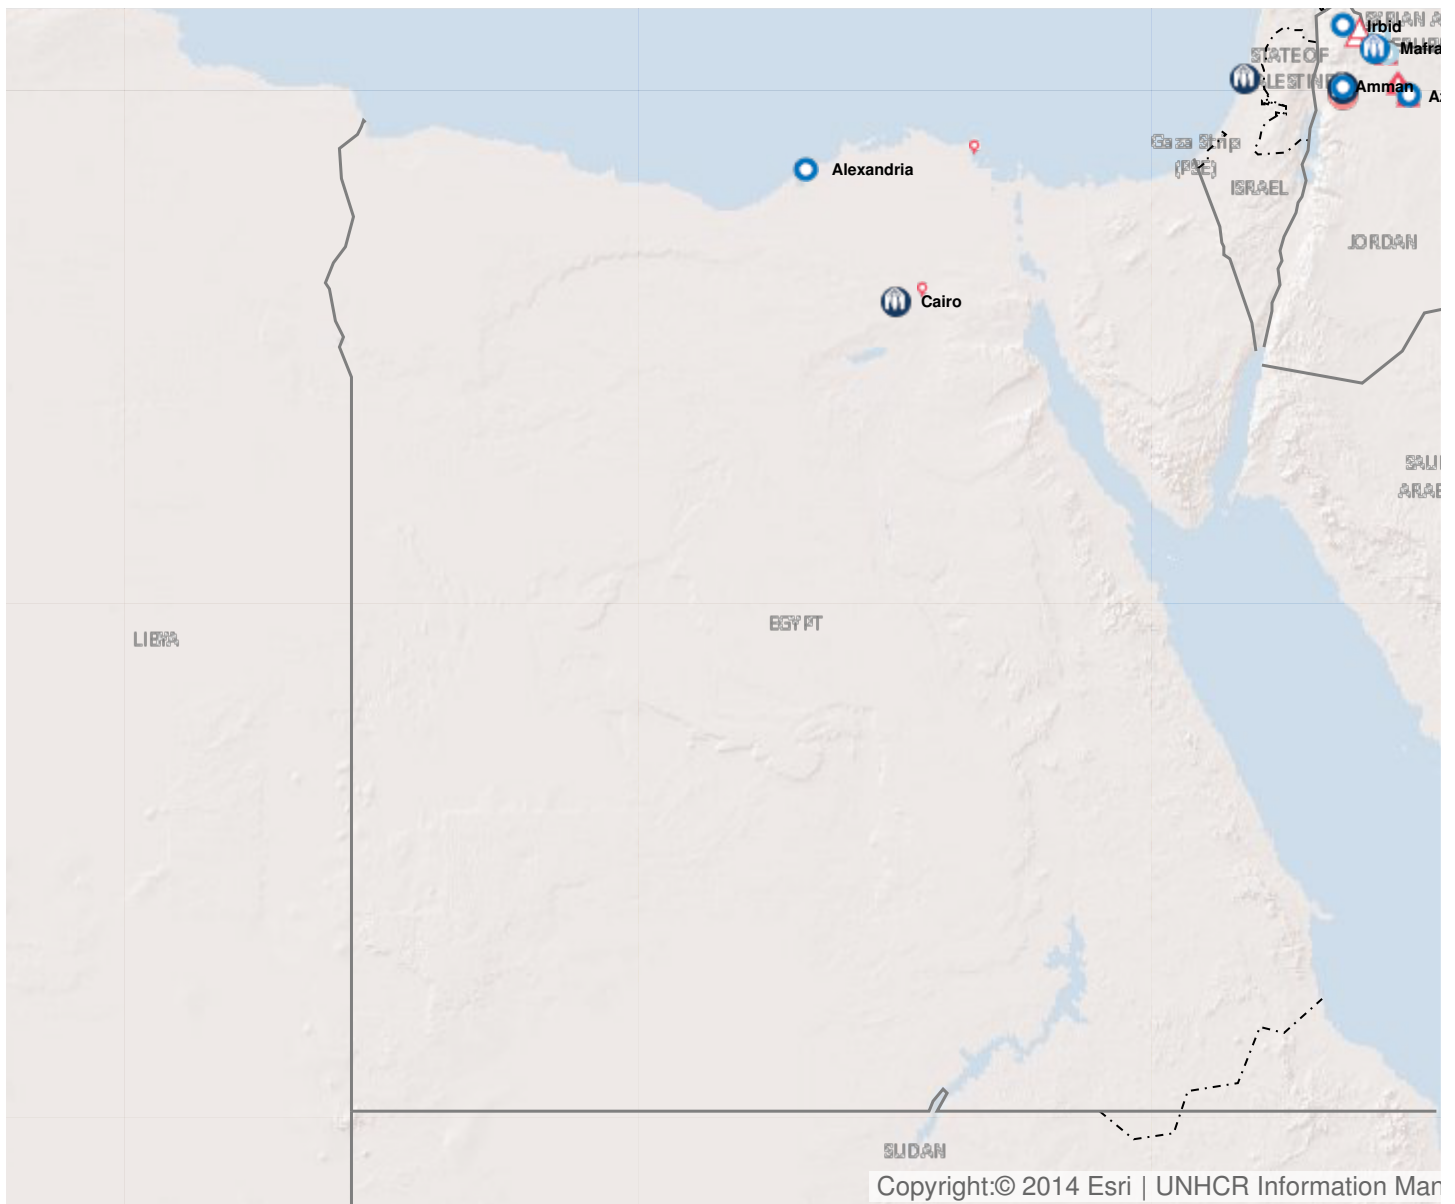 Irbid
STATE OF
Mafra
Amman
Alexandria
Gaza Strip
(PSE)
ISRAEL
JORDAN
Cairo
EGYPT
LIBYA
SUDAN
Copyright:© 2014 Esri | UNHCR Information Man